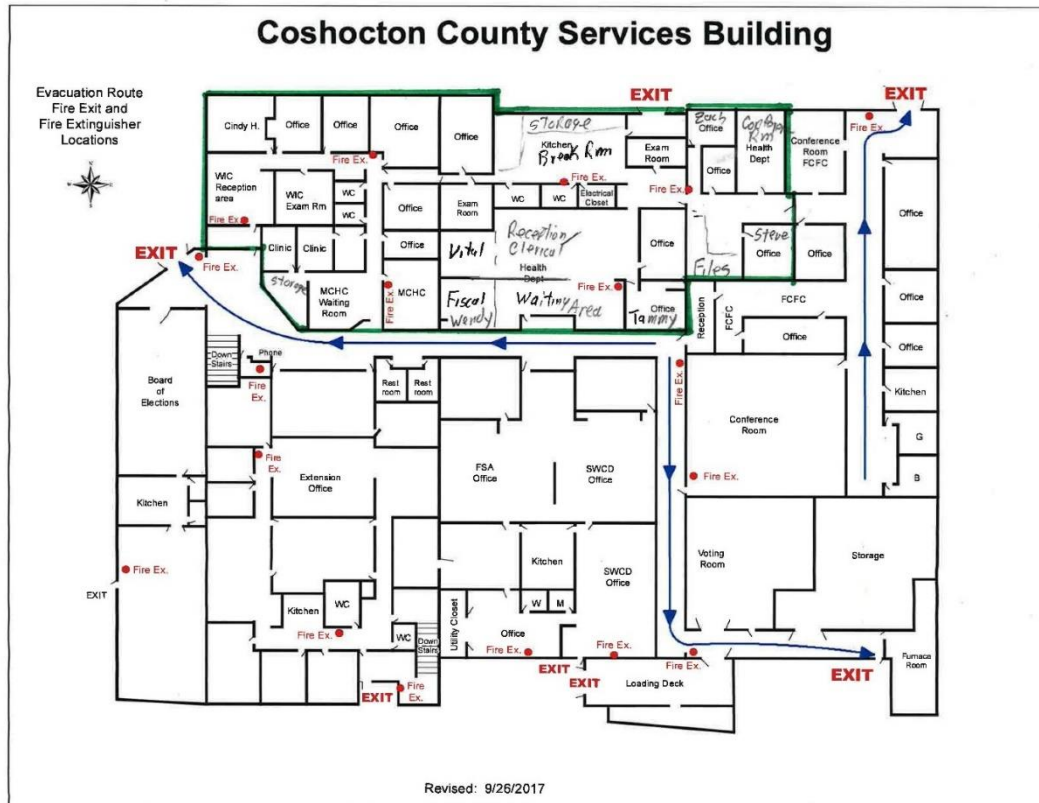 Coshocton County Services Building
Evacuation Route
Fire Exit and
Fire Extinguisher
Locations
EXIT
EXIT
Cindy H.
Office
Office
Office
Office
Storage
Kitchen
Break Rm
Exam
Room
Zach
Office
Office
Conference
Rm
Health
Dept
Conference
Room
FCFC
Fire Ex.
Fire Ex.
Fire Ex.
Fire Ex.
WIC
Reception
area
WIC
Exam Rm
WC
WC
Office
Exam
Room
WC
WC
Electrical
Closet
Office
Fire Ex.
Clinic
Clinic
Office
Vital
Reception/
Clerical
Health
Dept
Office
Steve
Office
Office
Files
EXIT
Fire Ex.
Storage
MCHC
Waiting
Room
Fire Ex.
MCHC
Fiscal
Wendy
Waiting Area
Fire Ex.
Office
Tammy
Reception
FCFC
FCFC
Office
Office
Office
Kitchen
G
B
Board
of
Elections
Down
Stairs
Phone
Fire
Ex.
Rest
room
Rest
room
Fire Ex.
Conference
Room
Fire Ex.
Fire
Ex.
Extension
Office
FSA
Office
SWCD
Office
Kitchen
Fire Ex.
EXIT
Kitchen
WC
Fire Ex.
WC
Down
Stairs
Utility Closet
Kitchen
W
M
Office
Fire Ex.
SWCD
Office
Fire Ex.
Voting
Room
Storage
Fire Ex.
EXIT
Furnace
Room
EXIT
Fire
Ex.
EXIT
EXIT
Loading Deck
Revised: 9/26/2017